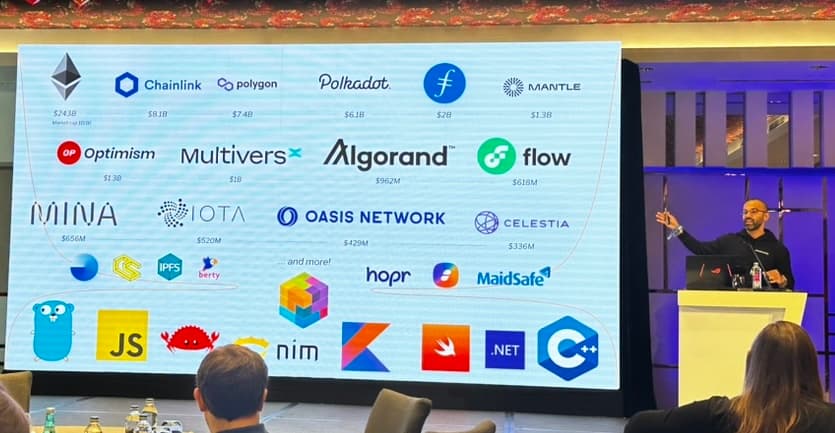 Chainlink
polygon
Polkadot.
MANTLE
$243B
$8.1B
$7.4B
$6.1B
$2B
$1.3B
OP Optimism
MultiversX
Algorand™
flow
$1.3B
$1B
$962M
$618M
MINA
IOTA
OASIS NETWORK
CELESTIA
$656M
$520M
$429M
$336M
... and more!
IPFS
berty
hopr
MaidSafe
JS
nim
.NET
C++